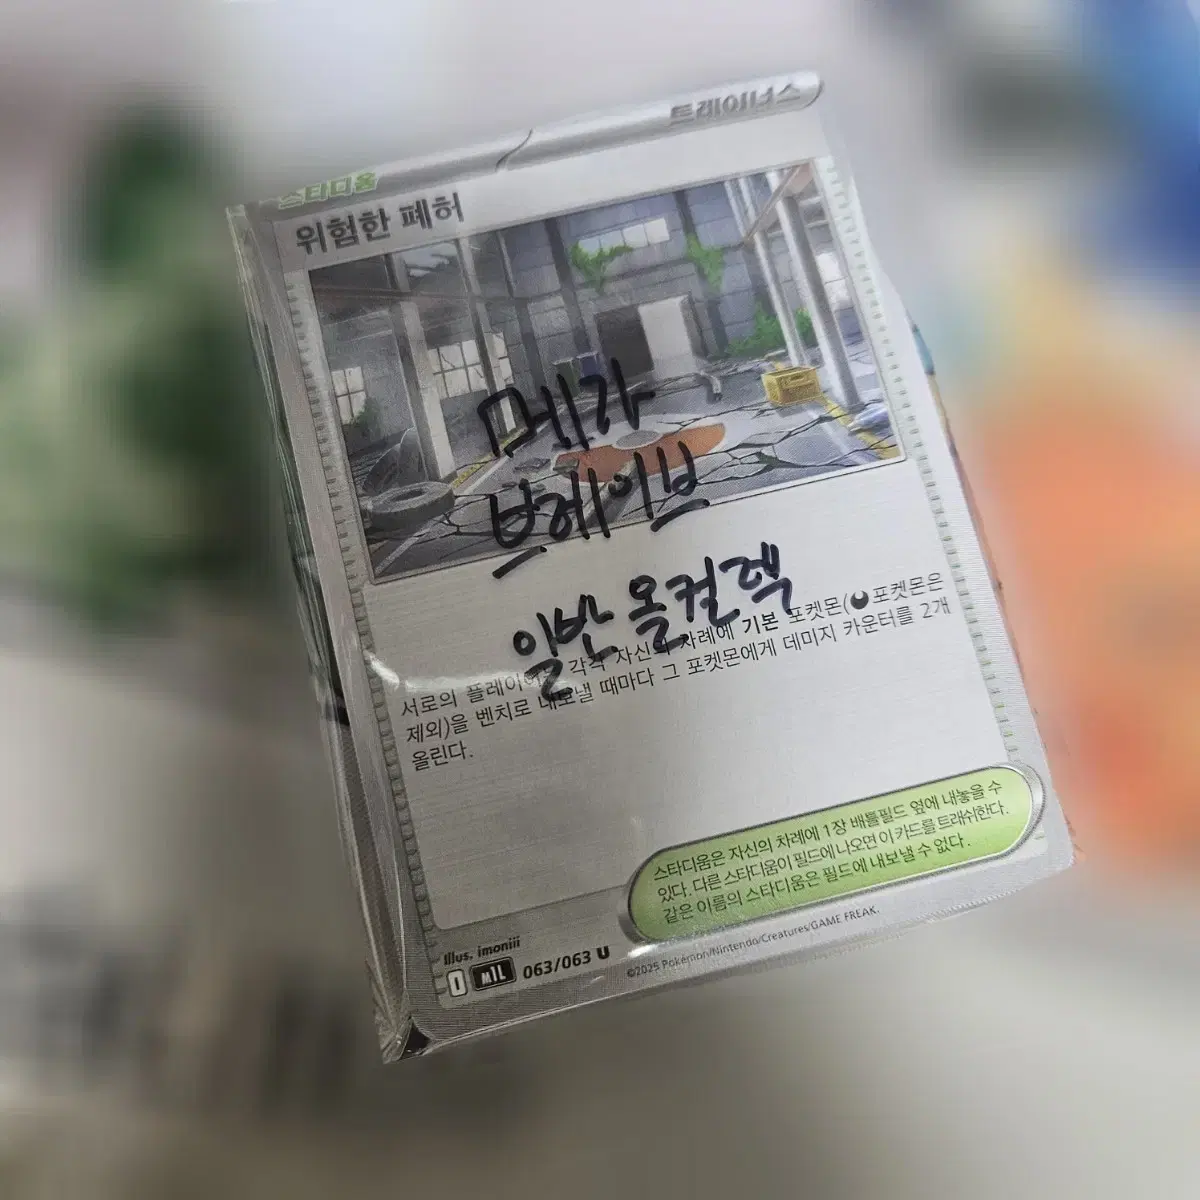 트레이너스
스타디움
위험한 폐허
메가
브레이브
일반 올컬렉
서로의 플레이어는 각각 자신의 차례에 기본 포켓몬(포켓몬은
제외)을 벤치로 내보낼 때마다 그 포켓몬에게 데미지 카운터를 2개
올린다.
스타디움은 자신의 차례에 1장 배틀필드 옆에 내놓을 수
있다. 다른 스타디움이 필드에 나오면 이 카드를 트래쉬한다.
같은 이름의 스타디움은 필드에 내보낼 수 없다.
Illus. imoniii
I M1L 063/063 U
©2025 Pokémon/Nintendo/Creatures/GAME FREAK.